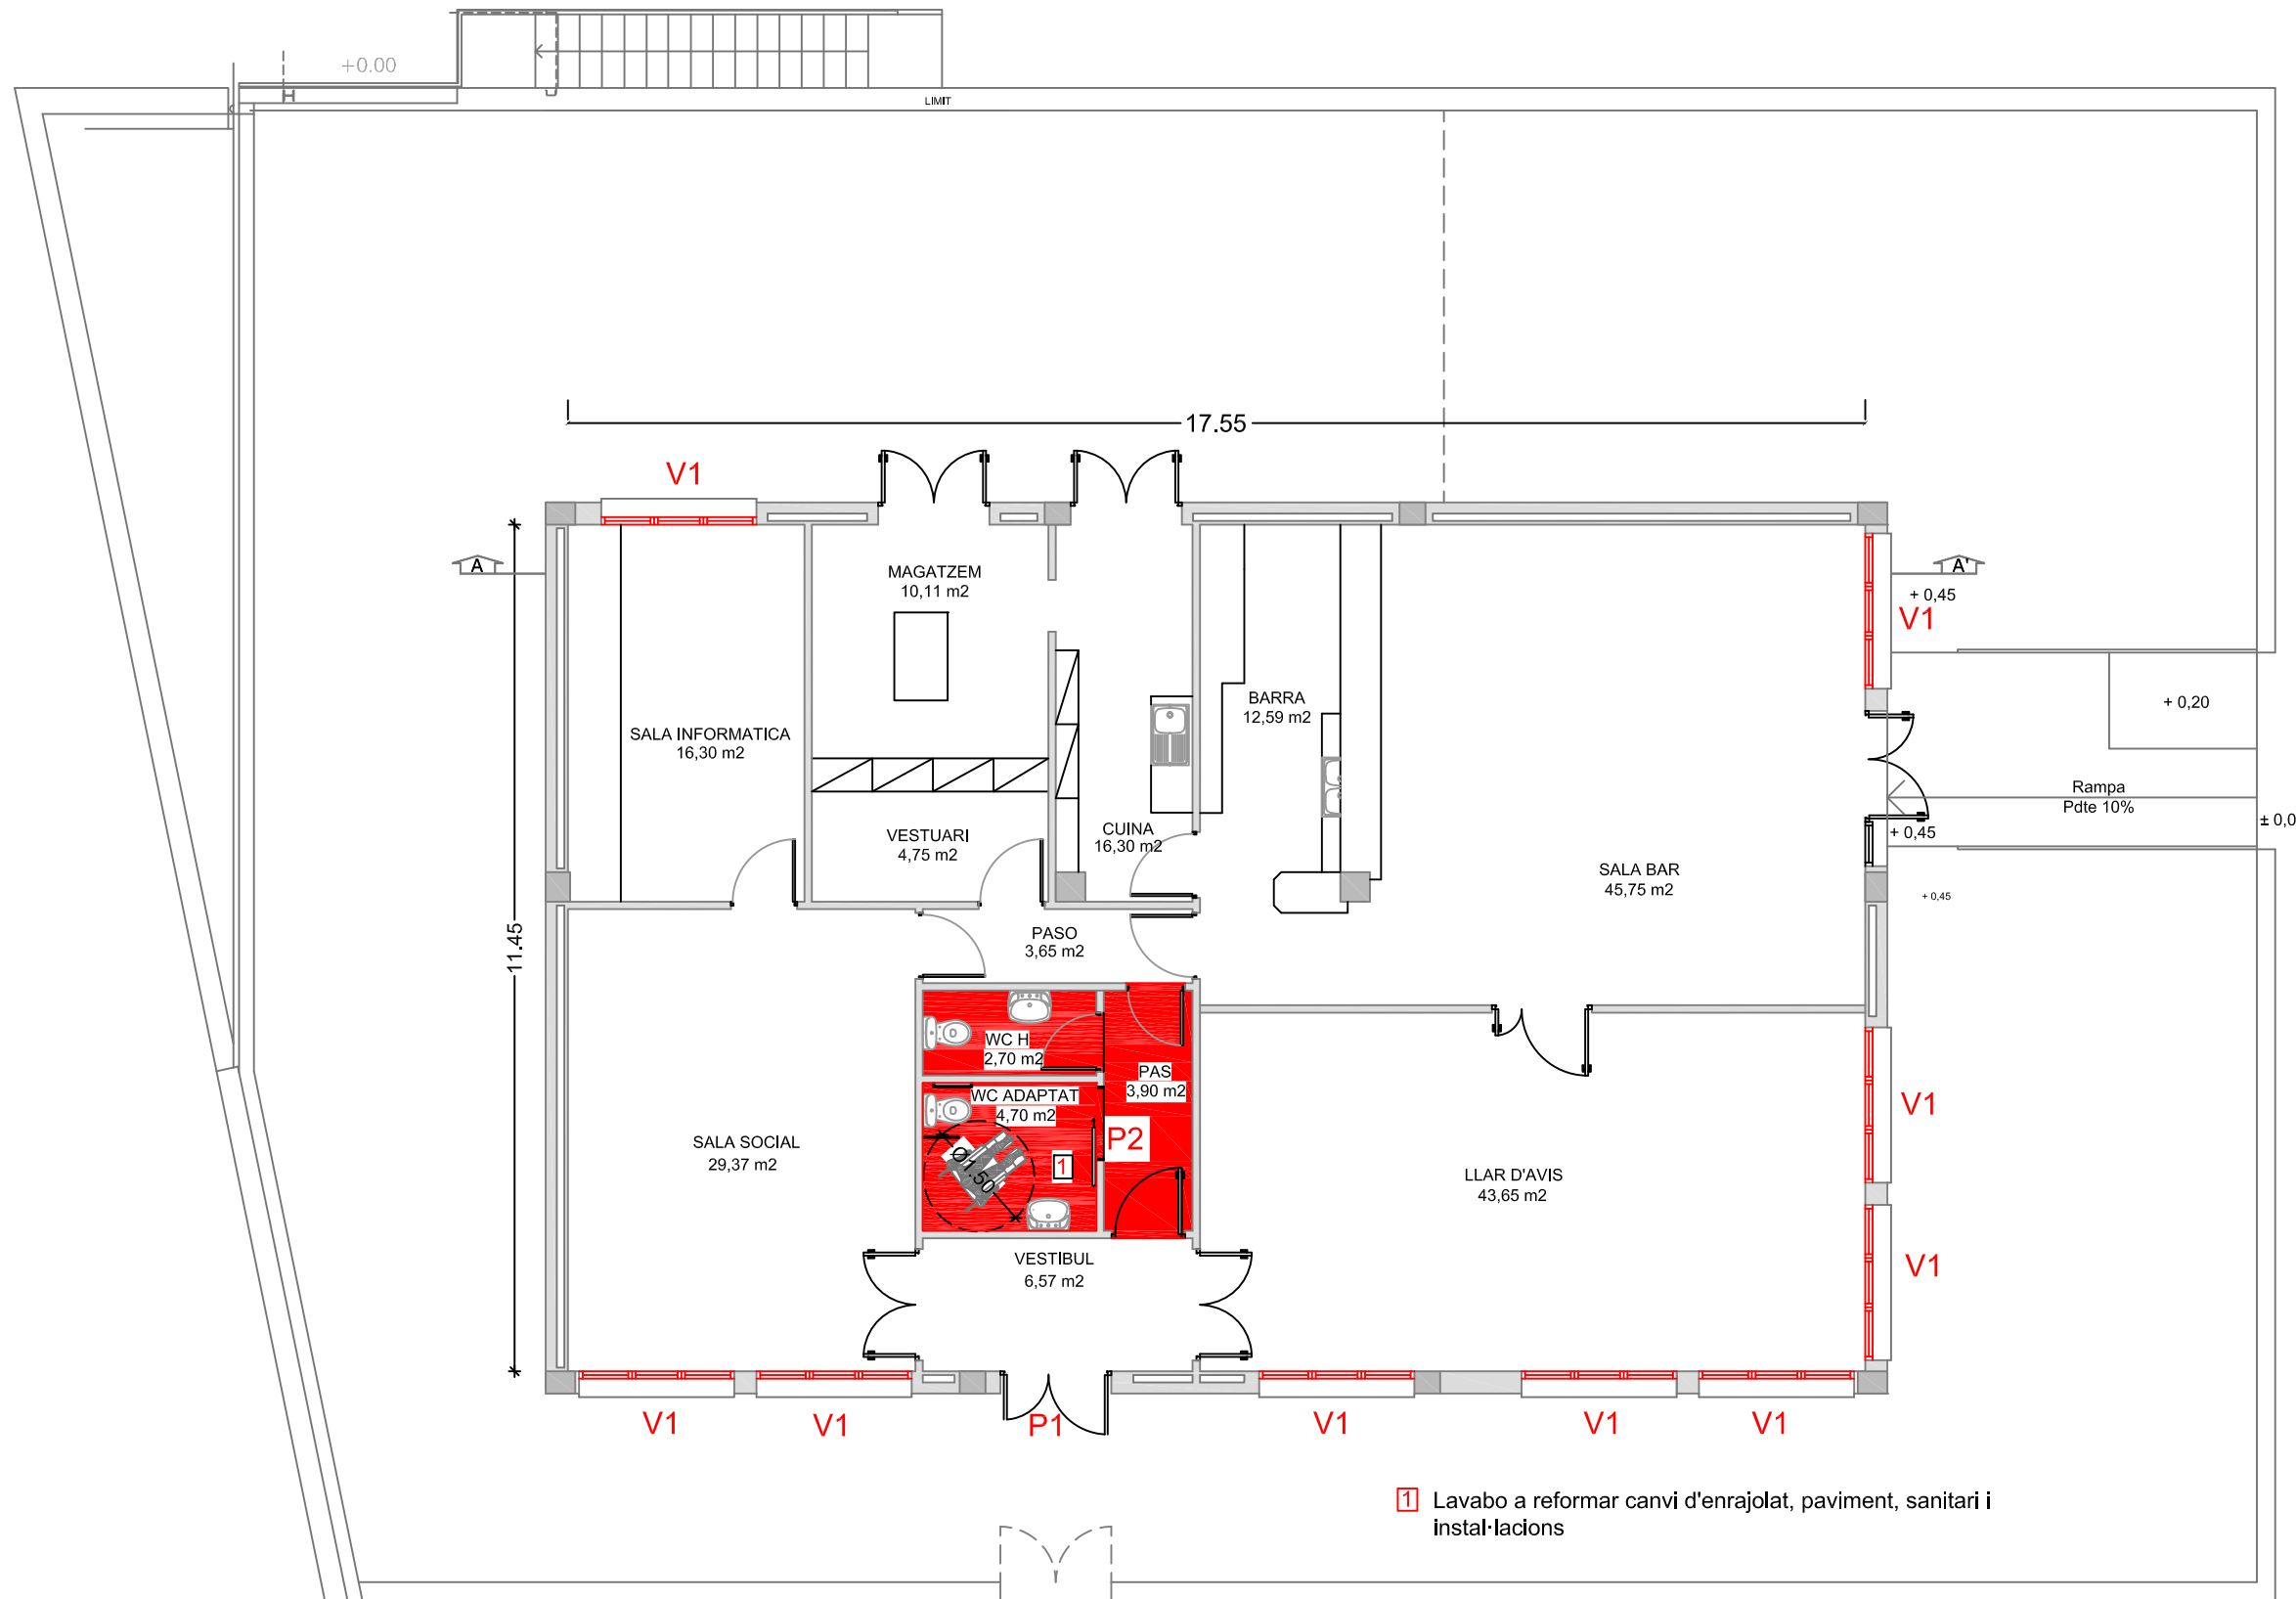 +0.00
H
LIMIT
17.55
V1
A
A'
+ 0,45
V1
MAGATZEM
10,11 m2
+ 0,20
BARRA
12,59 m2
SALA INFORMATICA
16,30 m2
Rampa
Pdte 10%
± 0,0
+ 0,45
CUINA
16,30 m2
VESTUARI
4,75 m2
SALA BAR
45,75 m2
+ 0,45
11.45
PASO
3,65 m2
WC H
2,70 m2
PAS
3,90 m2
WC ADAPTAT
4,70 m2
V1
P2
SALA SOCIAL
29,37 m2
1
Ø1.50
LLAR D'AVIS
43,65 m2
VESTIBUL
6,57 m2
V1
V1
V1
P1
V1
V1
V1
1 Lavabo a reformar canvi d'enrajolat, paviment, sanitari i
instal·lacions